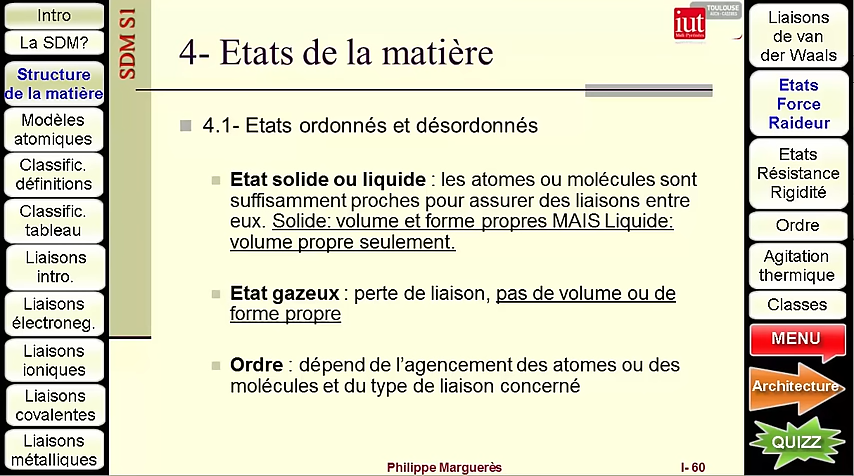 Intro
La SDM?
Structure
de la matière
Modèles
atomiques
Classific.
définitions
Classific.
tableau
Liaisons
intro.
Liaisons
électroneg.
Liaisons
ioniques
Liaisons
covalentes
Liaisons
métalliques
SDM S1
iut
TOULOUSE
4- Etats de la matière
4.1- Etats ordonnés et désordonnés
Etat solide ou liquide : les atomes ou molécules sont
suffisamment proches pour assurer des liaisons entre
eux. Solide: volume et forme propres MAIS Liquide:
volume propre seulement.
Etat gazeux : perte de liaison, pas de volume ou de
forme propre
Ordre : dépend de l’agencement des atomes ou des
molécules et du type de liaison concerné
Philippe Marguerès
I- 60
Liaisons
de van
der Waals
Etats
Force
Raideur
Etats
Résistance
Rigidité
Ordre
Agitation
thermique
Classes
MENU
Architecture
QUIZZ